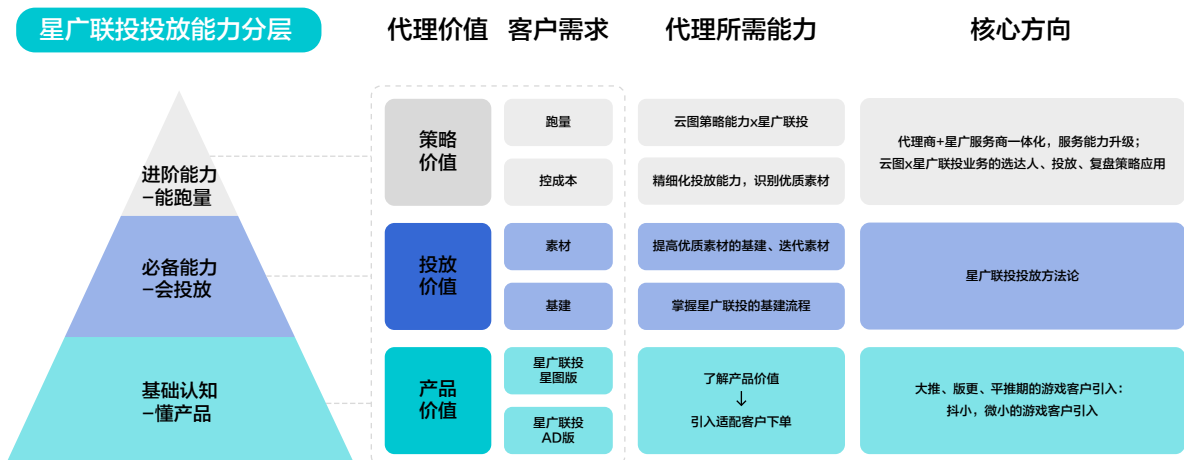 星广联投投放能力分层
代理价值
客户需求
代理所需能力
核心方向
进阶能力
–能跑量
策略
价值
跑量
控成本
云图策略能力x星广联投
精细化投放能力，识别优质素材
代理商+星广服务商一体化，服务能力升级；
云图x星广联投业务的选达人、投放、复盘策略应用
必备能力
–会投放
投放
价值
素材
基建
提高优质素材的基建、迭代素材
掌握星广联投的基建流程
星广联投投放方法论
基础认知
–懂产品
产品
价值
星广联投
星图版
星广联投
AD版
了解产品价值
↓
引入适配客户下单
大推、版更、平推期的游戏客户引入：
抖小，微小的游戏客户引入